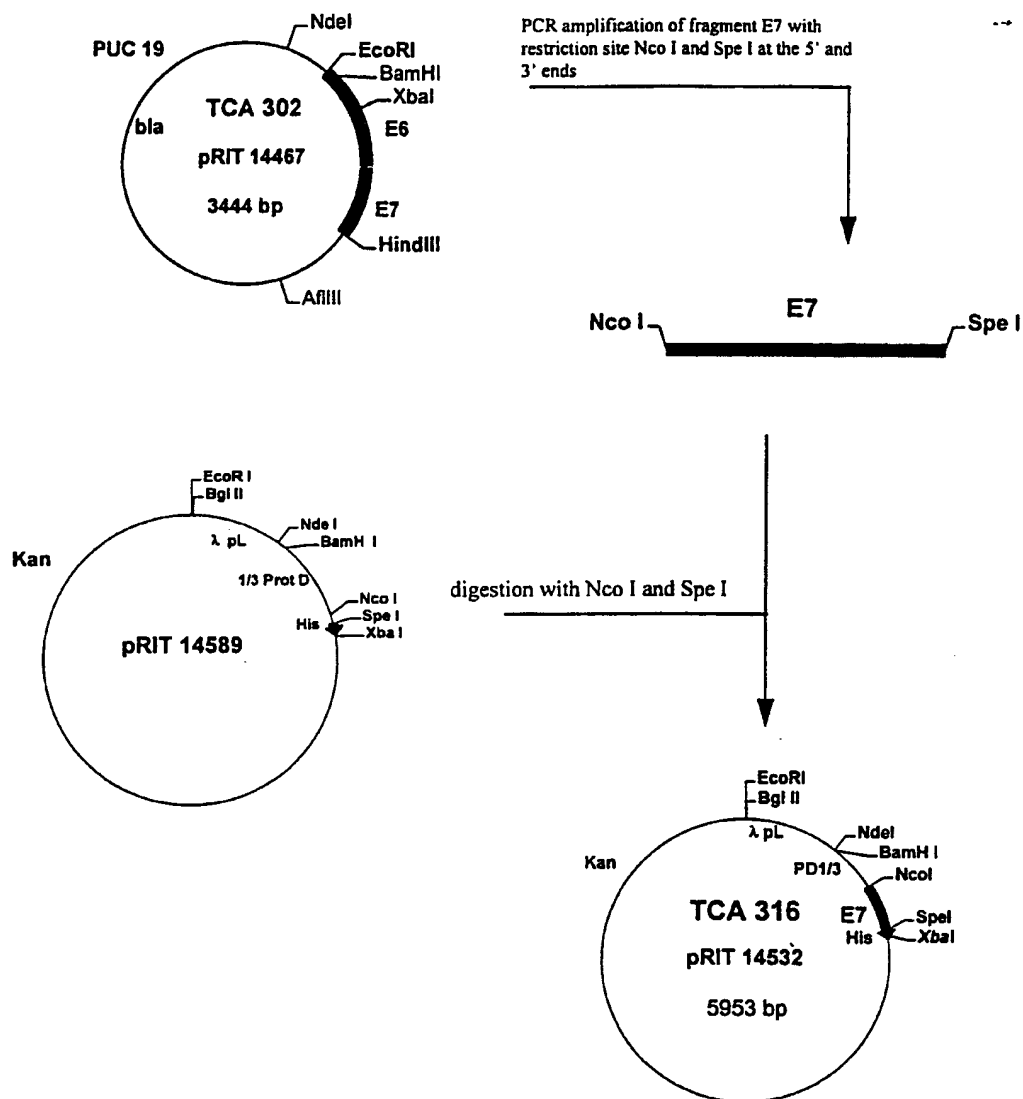 PUC 19
NdeI
EcoRI
BamHI
XbaI
TCA 302
bla
E6
pRIT 14467
3444 bp
E7
HindIII
AflIII
PCR amplification of fragment E7 with
restriction site Nco I and Spe I at the 5' and
3' ends
E7
Nco I
Spe I
EcoR I
Bgl II
Nde I
BamH I
λ pL
Kan
1/3 Prot D
Nco I
Spe I
His
Xba I
pRIT 14589
digestion with Nco I and Spe I
EcoRI
Bgl II
λ pL
NdeI
BamH I
Kan
PD1/3
NcoI
TCA 316
E7
SpeI
His
XbaI
pRIT 14532
5953 bp